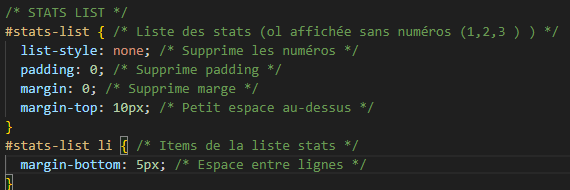 /* STATS LIST */
#stats-list { /* Liste des stats (ol affichée sans numéros (1,2,3 ) ) */
  list-style: none; /* Supprime les numéros */
  padding: 0; /* Supprime padding */
  margin: 0; /* Supprime marge */
  margin-top: 10px; /* Petit espace au-dessus */
}
#stats-list li { /* Items de la liste stats */
  margin-bottom: 5px; /* Espace entre lignes */
}